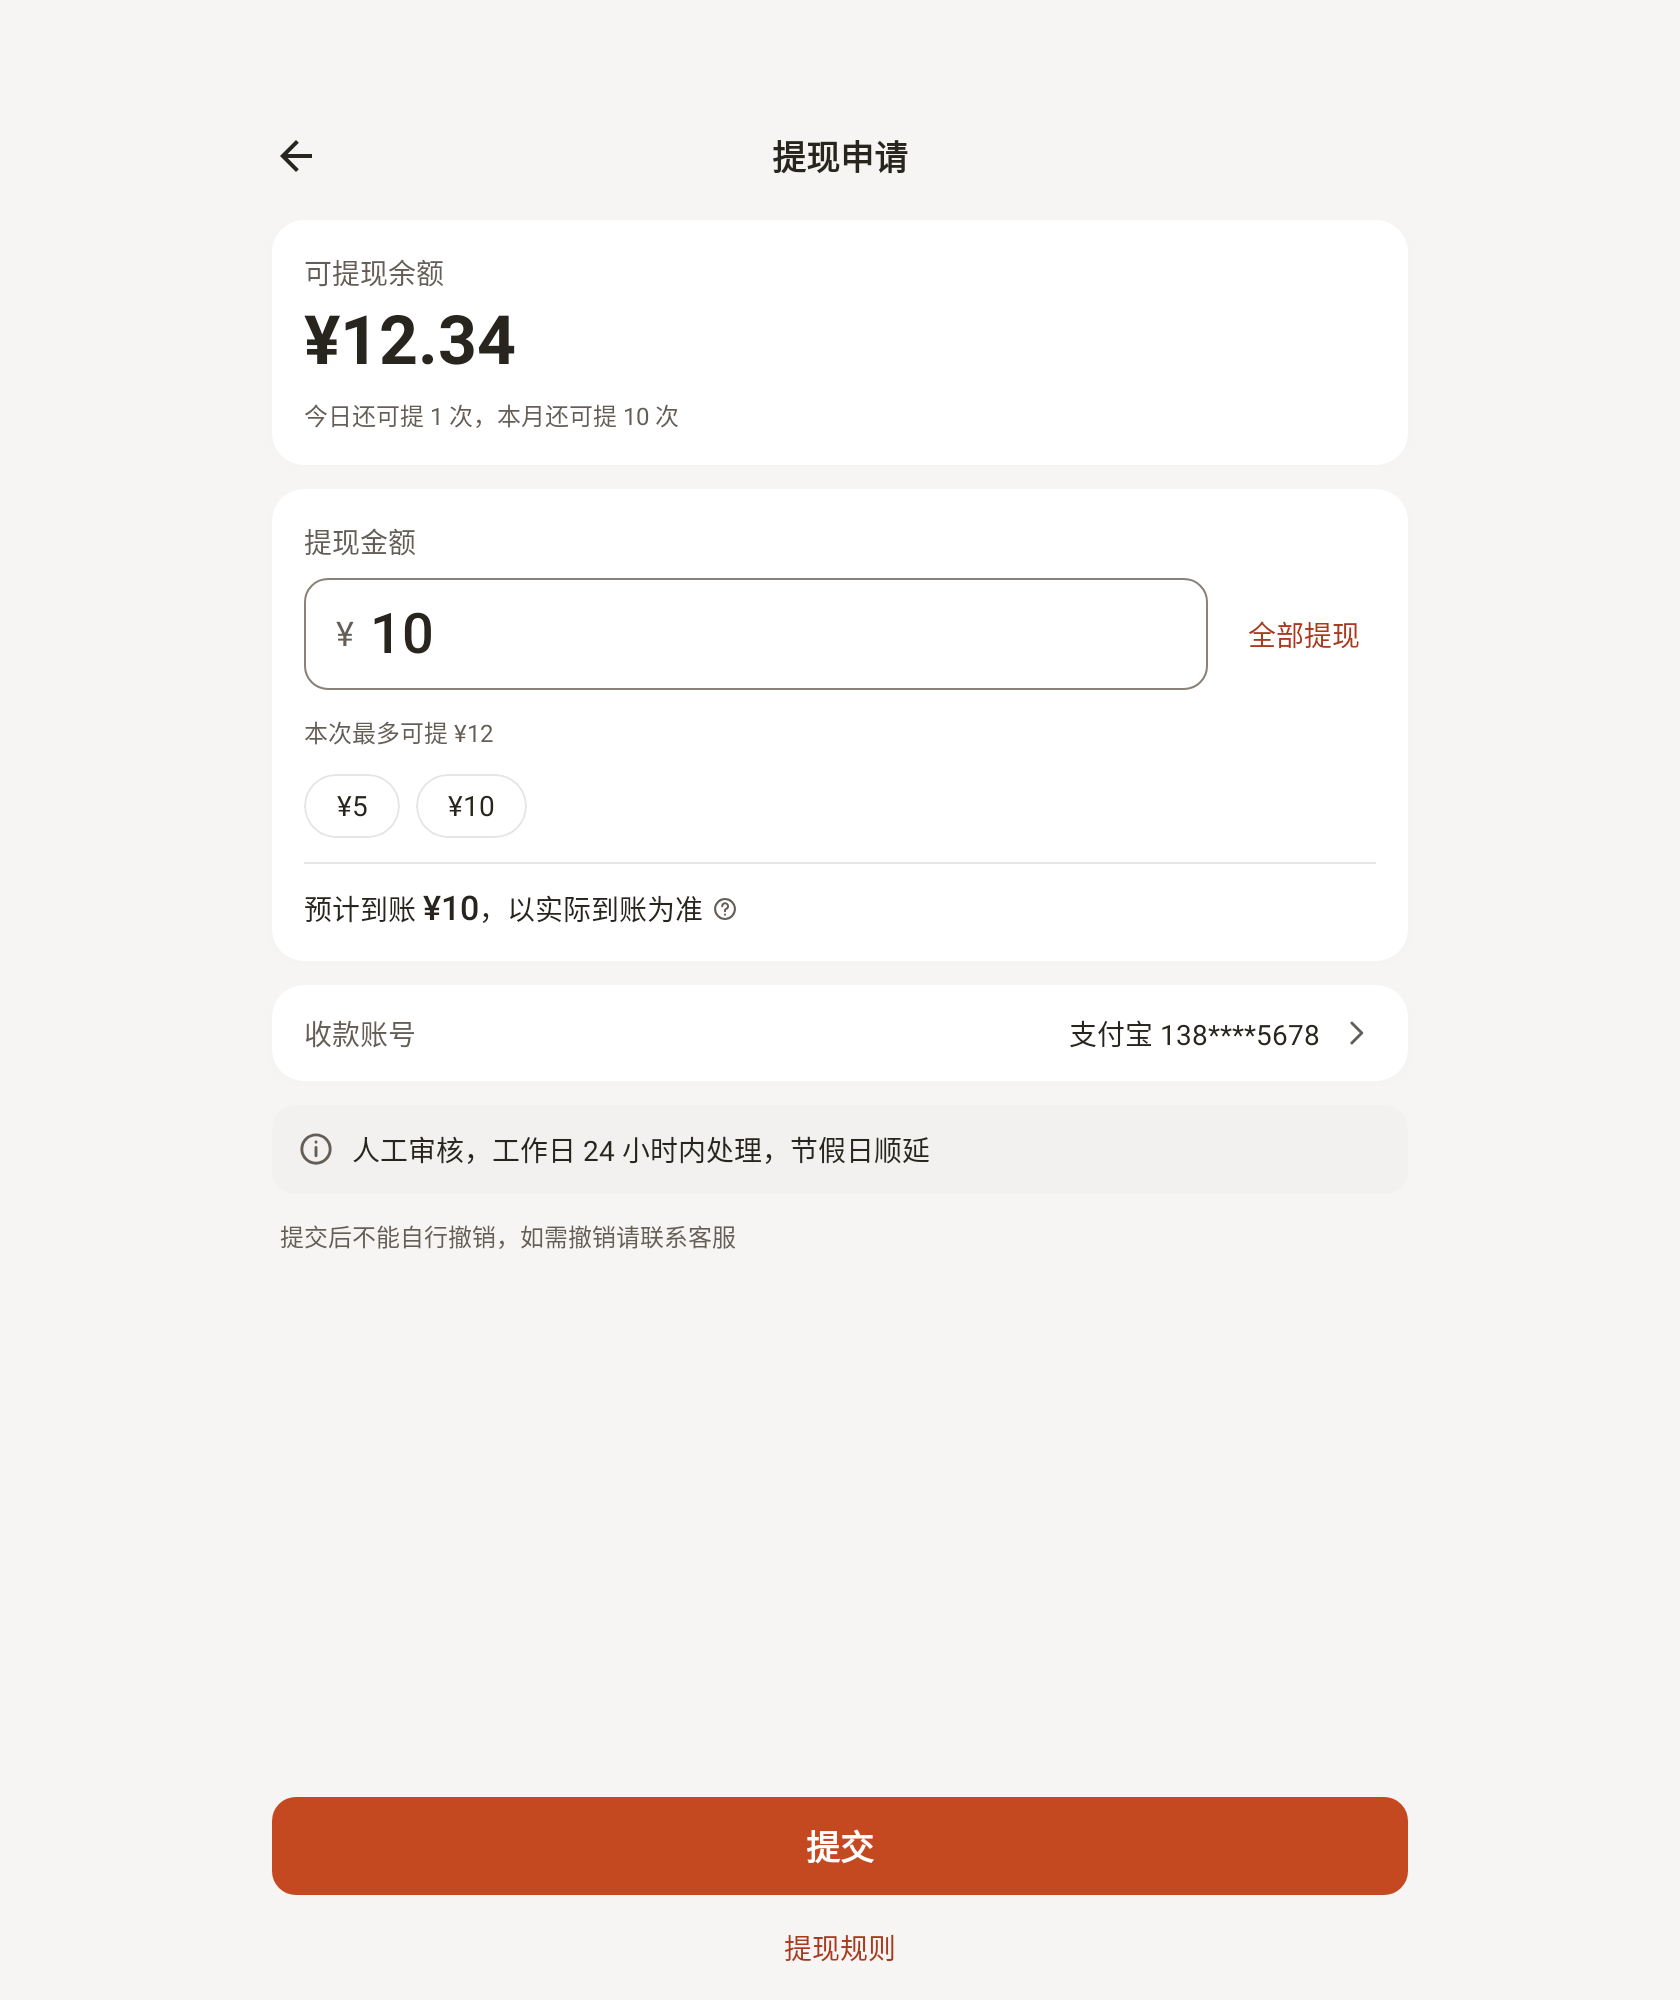 提现申请
可提现余额
¥12.34
今日还可提 1 次，本月还可提 10 次
提现金额
¥ 10
全部提现
本次最多可提 ¥12
¥5
¥10
预计到账 ¥10，以实际到账为准
收款账号
支付宝 138****5678
人工审核，工作日 24 小时内处理，节假日顺延
提交后不能自行撤销，如需撤销请联系客服
提交
提现规则